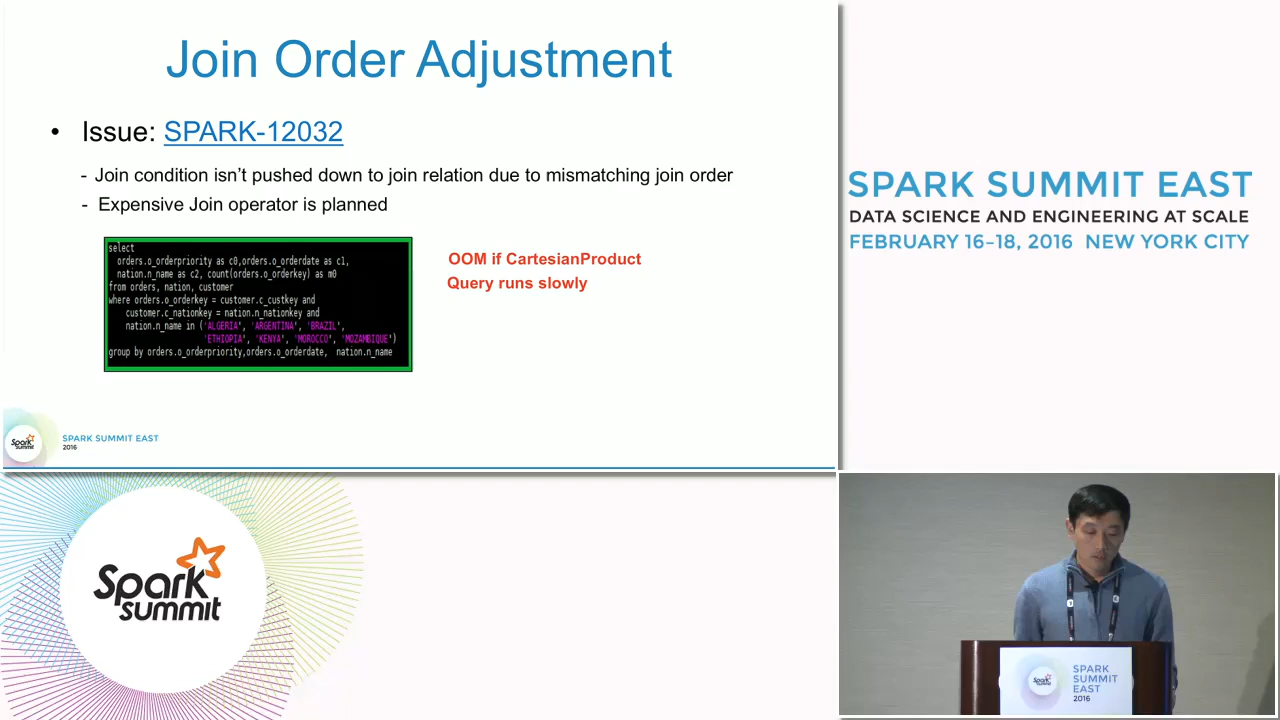 Join Order Adjustment
• Issue: SPARK-12032
- Join condition isn’t pushed down to join relation due to mismatching join order
- Expensive Join operator is planned
select
orders.o_orderpriority as c0,orders.o_orderdate as c1,
nation.n_name as c2, count(orders.o_orderkey) as m0
from orders, nation, customer
where orders.o_orderkey = customer.c_custkey and
customer.c_nationkey = nation.n_nationkey and
nation.n_name in ('ALGERIA', 'ARGENTINA', 'BRAZIL',
'ETHIOPIA', 'KENYA', 'MOROCCO', 'MOZAMBIQUE')
group by orders.o_orderpriority,orders.o_orderdate, nation.n_name
OOM if CartesianProduct
Query runs slowly
Spark
Summit
SPARK SUMMIT EAST
2016
SPARK SUMMIT EAST
DATA SCIENCE AND ENGINEERING AT SCALE
FEBRUARY 16–18, 2016 NEW YORK CITY
Spark
summit
Spark
Summit
SPARK
SUMMIT
EAST
2016